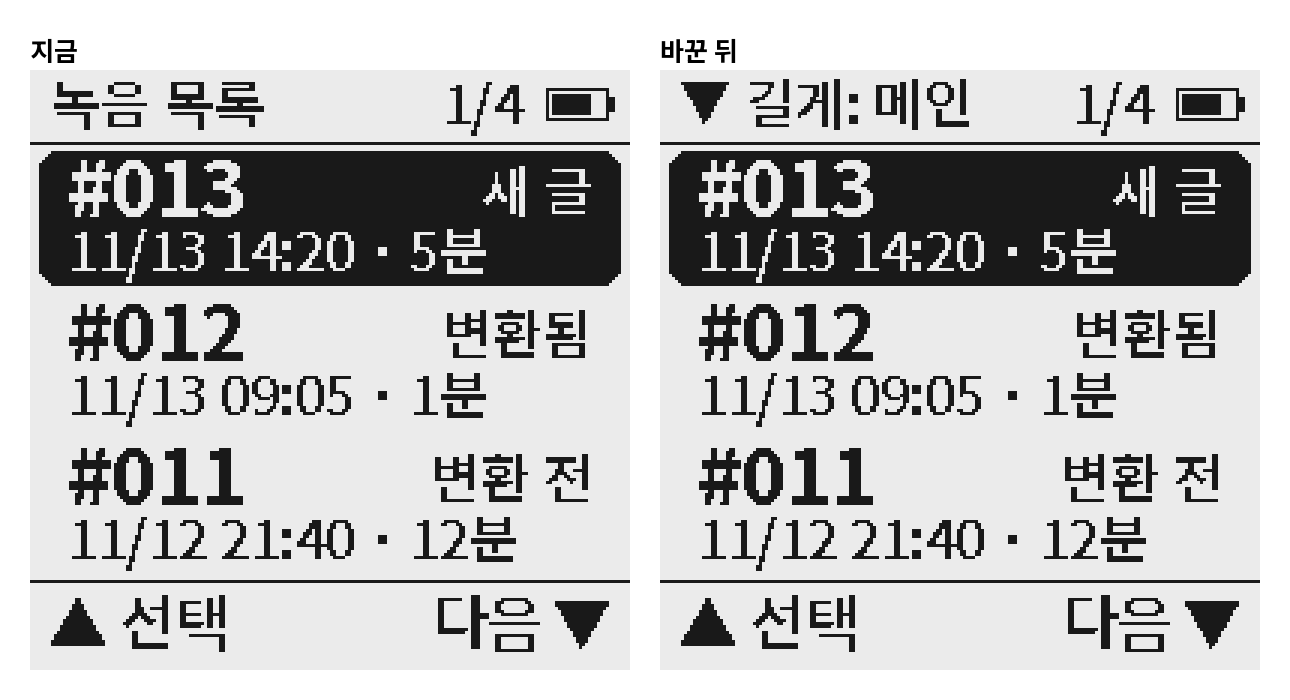 지금
녹음 목록 1/4
#013 새 글
11/13 14:20 · 5분
#012 변환됨
11/13 09:05 · 1분
#011 변환 전
11/12 21:40 · 12분
▲ 선택 다음 ▼
바꾼 뒤
▼ 길게: 메인 1/4
#013 새 글
11/13 14:20 · 5분
#012 변환됨
11/13 09:05 · 1분
#011 변환 전
11/12 21:40 · 12분
▲ 선택 다음 ▼